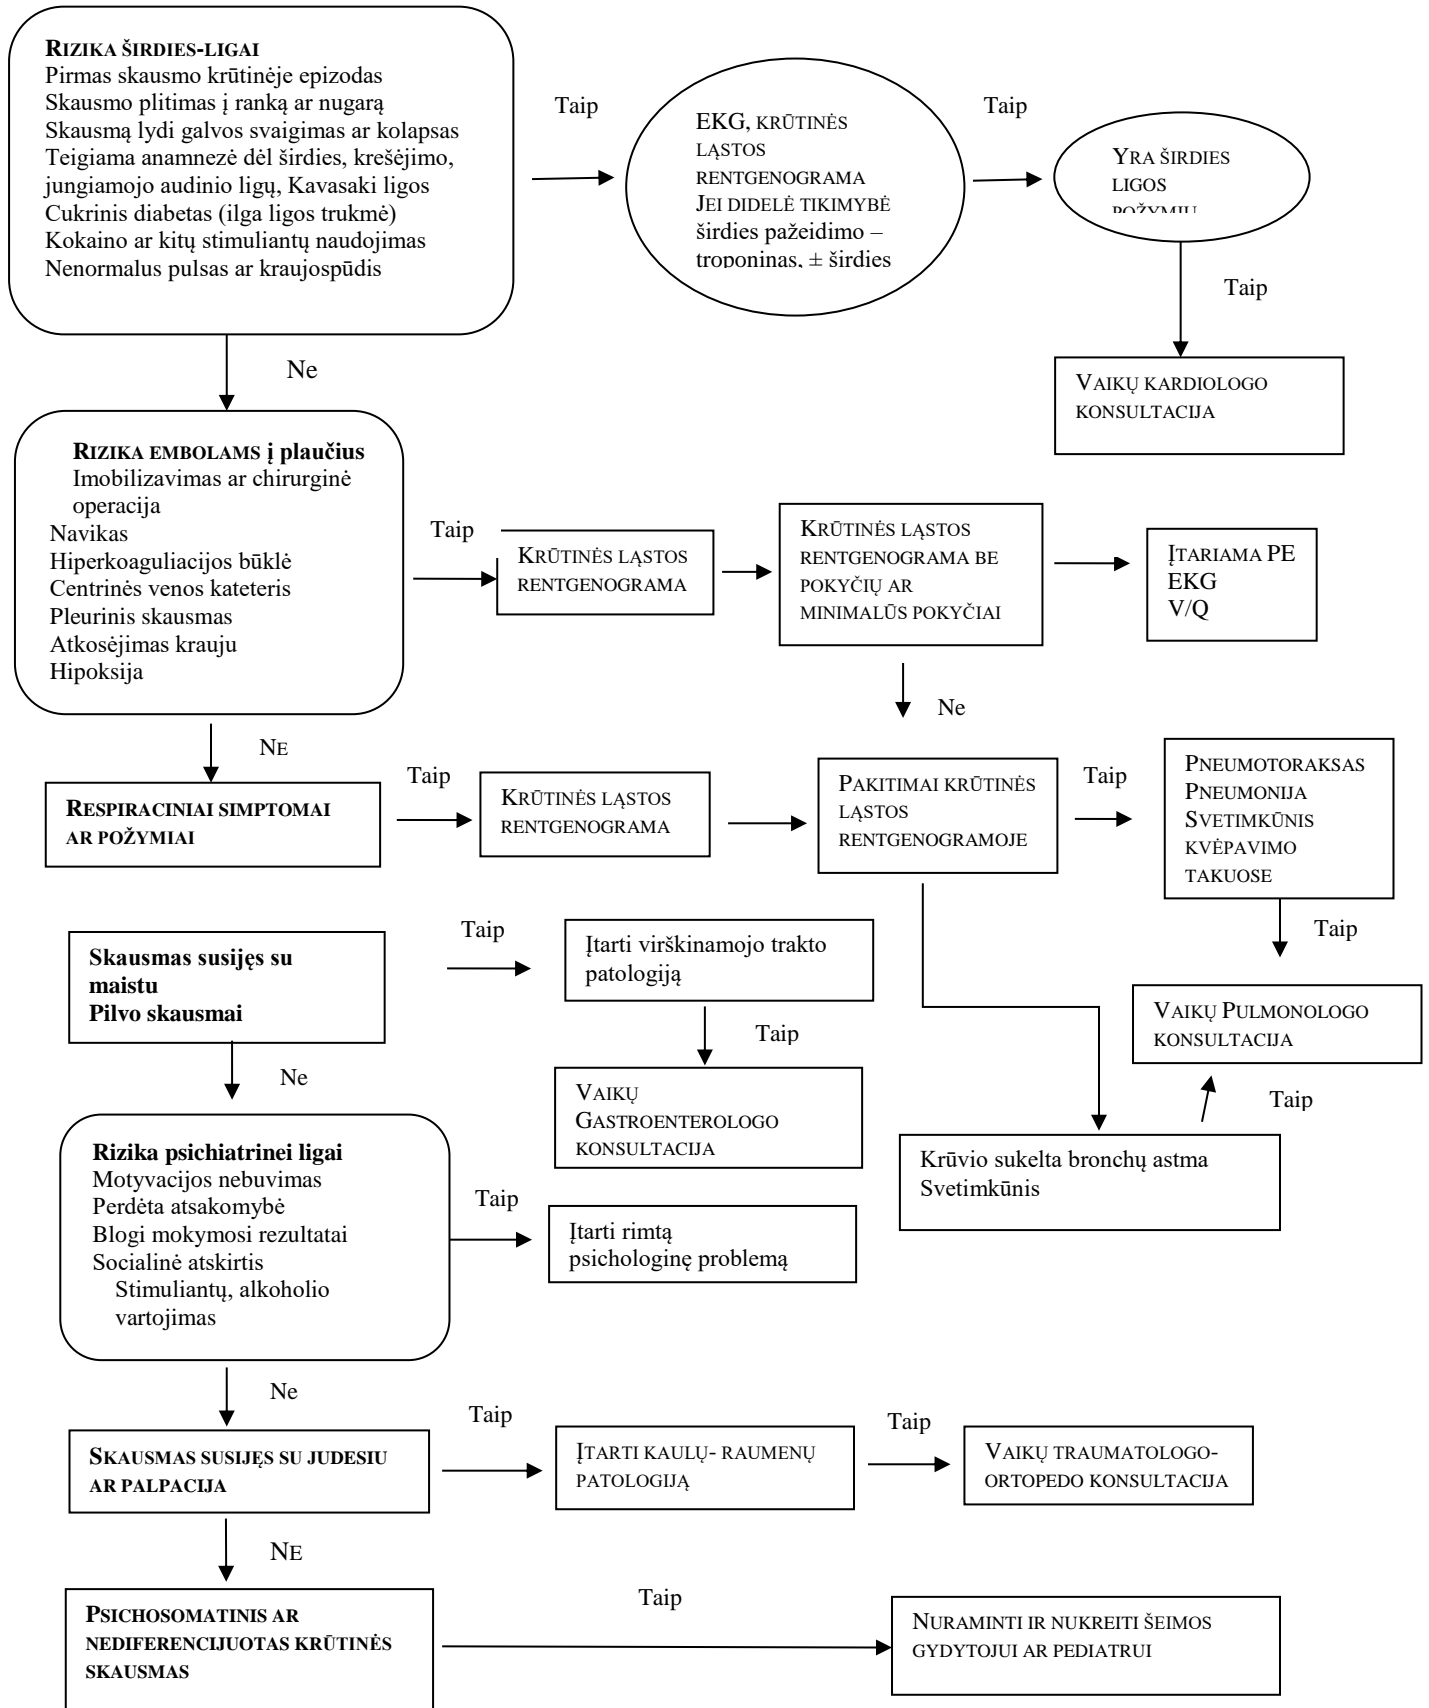 RIZIKA ŠIRDIES-LIGAI
Pirmas skausmo krūtinėje epizodas
Skausmo plitimas į ranką ar nugarą
Skausmą lydi galvos svaigimas ar kolapsas
Teigiama anamnezė dėl širdies, krešėjimo,
jungiamojo audinio ligų, Kavasaki ligos
Cukrinis diabetas (ilga ligos trukmė)
Kokaino ar kitų stimuliantų naudojimas
Nenormalus pulsas ar kraujospūdis
Taip
EKG, KRŪTINĖS
LĄSTOS
RENTGENOGRAMA
JEI DIDELĖ TIKIMYBĖ
širdies pažeidimo –
troponinas, ± širdies
Taip
YRA ŠIRDIES
LIGOS
POŽYMIŲ
Taip
VAIKŲ KARDIOLOGO
KONSULTACIJA
Ne
RIZIKA EMBOLAMS į plaučius
Imobilizavimas ar chirurginė
operacija
Navikas
Hiperkoaguliacijos būklė
Centrinės venos kateteris
Pleurinis skausmas
Atkosėjimas krauju
Hipoksija
Taip
KRŪTINĖS LĄSTOS
RENTGENOGRAMA
KRŪTINĖS LĄSTOS
RENTGENOGRAMA BE
POKYČIŲ AR
MINIMALŪS POKYČIAI
ĮTARIAMA PE
EKG
V/Q
Ne
NE
RESPIRACINIAI SIMPTOMAI
AR POŽYMIAI
Taip
KRŪTINĖS LĄSTOS
RENTGENOGRAMA
PAKITIMAI KRŪTINĖS
LĄSTOS
RENTGENOGRAMOJE
Taip
PNEUMOTORAKSAS
PNEUMONIJA
SVETIMKŪNIS
KVĖPAVIMO
TAKUOSE
Taip
VAIKŲ PULMONOLOGO
KONSULTACIJA
Taip
Krūvio sukelta bronchų astma
Svetimkūnis
Skausmas susijęs su
maistu
Pilvo skausmai
Taip
Įtarti virškinamojo trakto
patologiją
Taip
VAIKŲ
GASTROENTEROLOGO
KONSULTACIJA
Ne
Rizika psichiatrinei ligai
Motyvacijos nebuvimas
Perdėta atsakomybė
Blogi mokymosi rezultatai
Socialinė atskirtis
Stimuliantų, alkoholio
vartojimas
Taip
Įtarti rimtą
psichologinę problemą
Ne
SKAUSMAS SUSIJĘS SU JUDESIU
AR PALPACIJA
Taip
ĮTARTI KAULŲ- RAUMENŲ
PATOLOGIJĄ
Taip
VAIKŲ TRAUMATOLOGO-
ORTOPEDO KONSULTACIJA
NE
PSICHOSOMATINIS AR
NEDIFERENCIJUOTAS KRŪTINĖS
SKAUSMAS
Taip
NURAMINTI IR NUKREITI ŠEIMOS
GYDYTOJUI AR PEDIATRUI